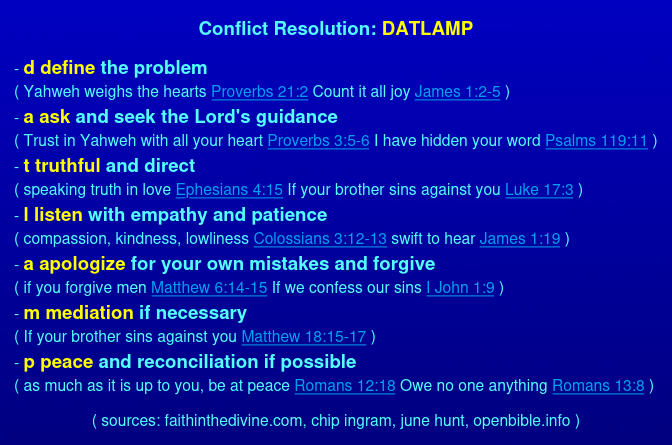 Conflict Resolution: DATLAMP
- d define the problem
( Yahweh weighs the hearts Proverbs 21:2 Count it all joy James 1:2-5 )
- a ask and seek the Lord's guidance
( Trust in Yahweh with all your heart Proverbs 3:5-6 I have hidden your word Psalms 119:11 )
- t truthful and direct
( speaking truth in love Ephesians 4:15 If your brother sins against you Luke 17:3 )
- l listen with empathy and patience
( compassion, kindness, lowliness Colossians 3:12-13 swift to hear James 1:19 )
- a apologize for your own mistakes and forgive
( if you forgive men Matthew 6:14-15 If we confess our sins I John 1:9 )
- m mediation if necessary
( If your brother sins against you Matthew 18:15-17 )
- p peace and reconciliation if possible
( as much as it is up to you, be at peace Romans 12:18 Owe no one anything Romans 13:8 )
( sources: faithinthedivine.com, chip ingram, june hunt, openbible.info )